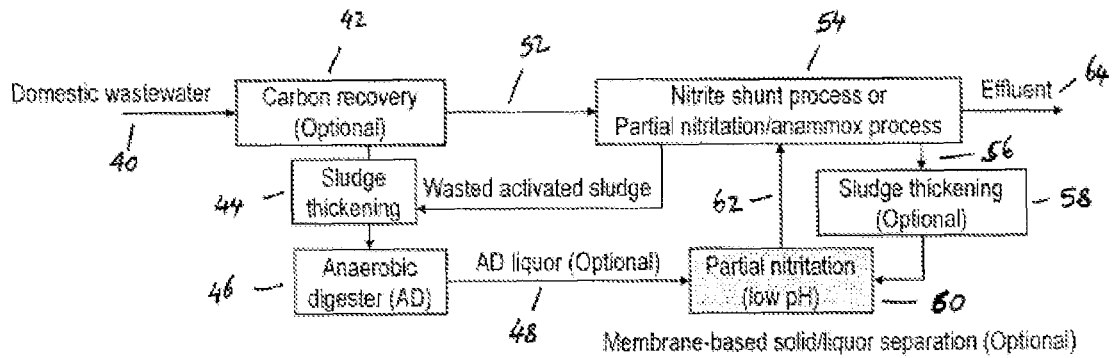 42
52
54
64
Domestic wastewater
Carbon recovery
(Optional)
Nitrite shunt process or
Partial nitritation/anammox process
Effluent
40
56
44
Sludge
thickening
Wasted activated sludge
62
Sludge thickening
(Optional)
58
46
Anaerobic
digester (AD)
AD liquor (Optional)
48
Partial nitritation
(low pH)
60
Membrane-based solid/liquor separation (Optional)